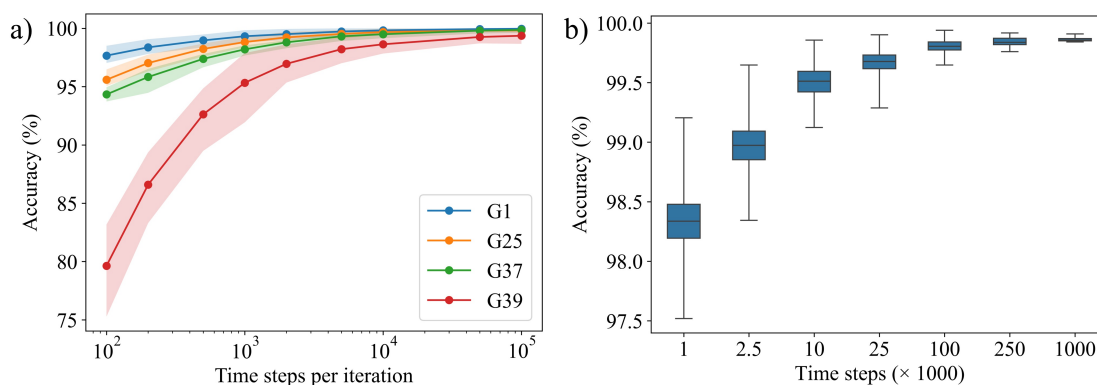 a)
Accuracy (%)
100
95
90
85
80
75
10^2
10^3
10^4
10^5
Time steps per iteration
G1
G25
G37
G39
b)
Accuracy (%)
100.0
99.5
99.0
98.5
98.0
97.5
1
2.5
10
25
100
250
1000
Time steps (× 1000)